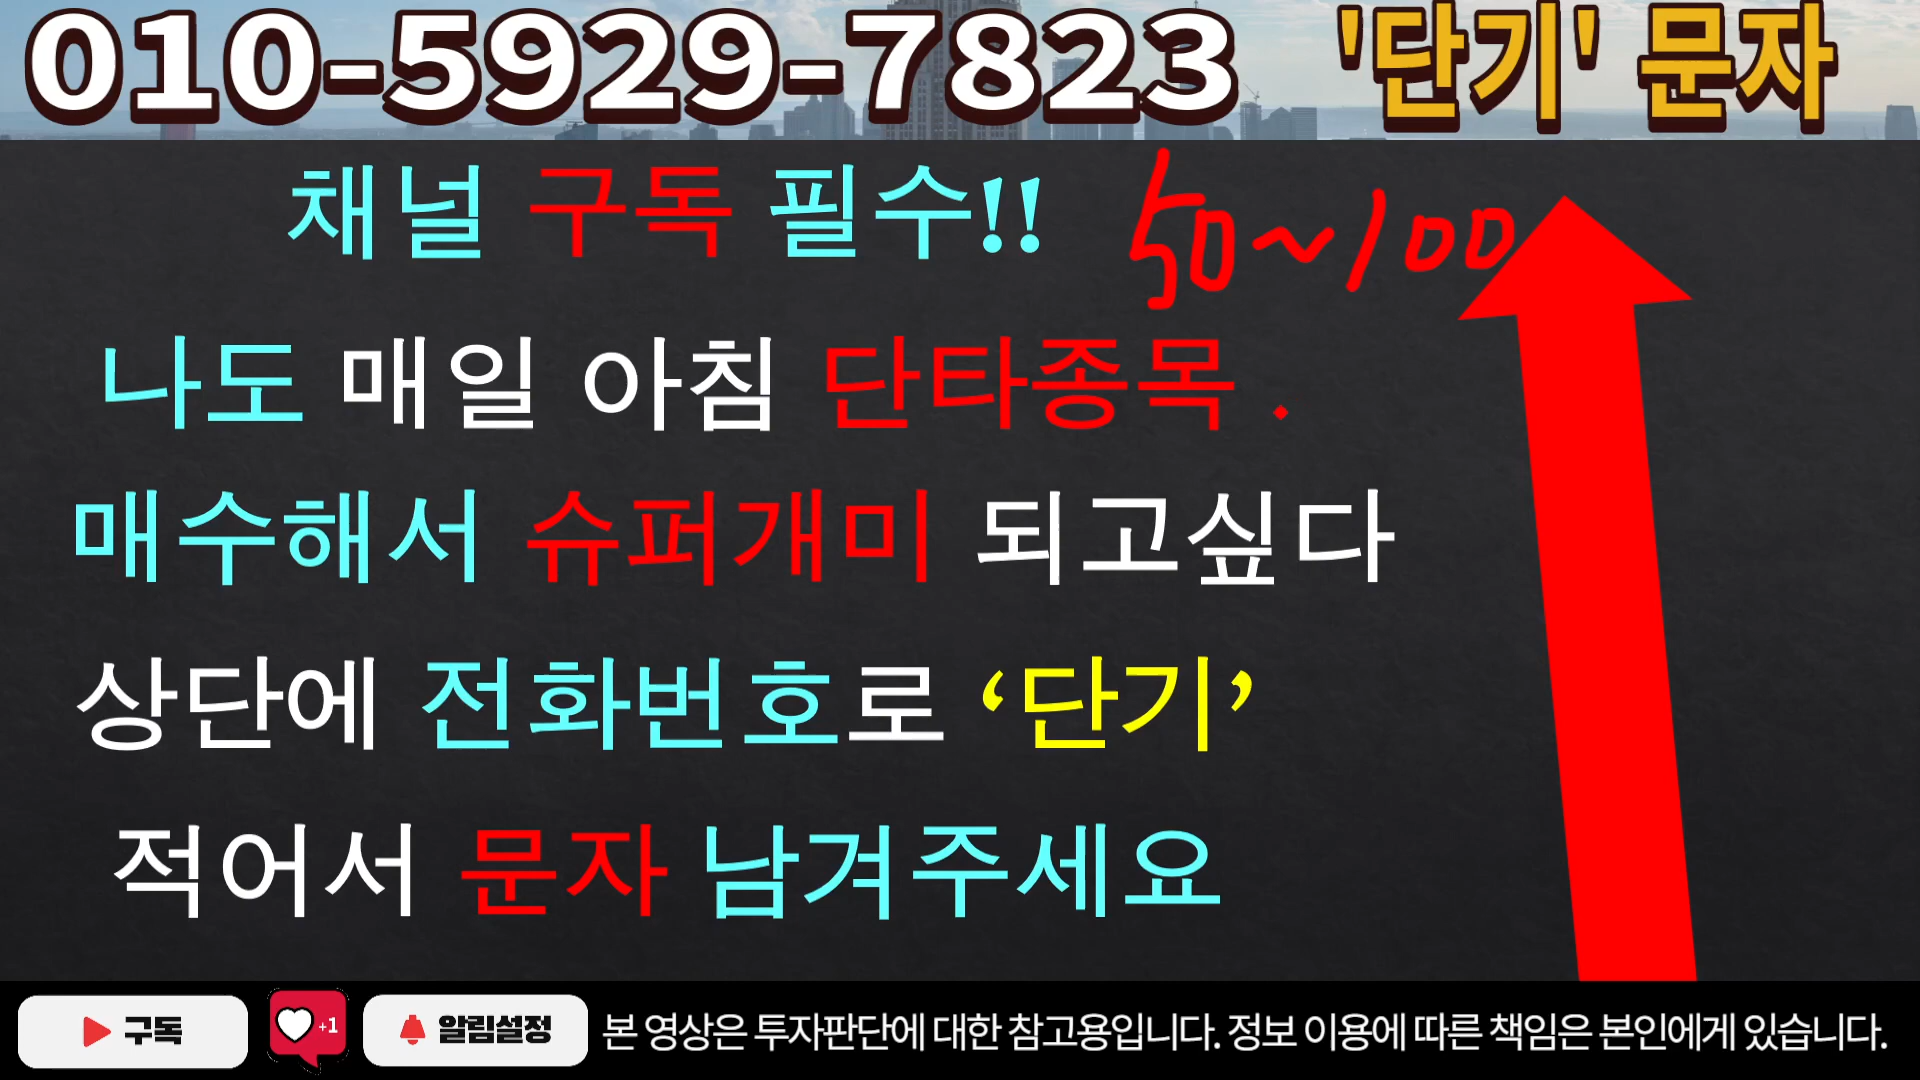 010-5929-7823 '단기' 문자
채널 구독 필수!! 50~100
나도 매일 아침 단타종목.
매수해서 슈퍼개미 되고싶다
상단에 전화번호로 ‘단기’
적어서 문자 남겨주세요
구독 +1 알림설정 본 영상은 투자판단에 대한 참고용입니다. 정보 이용에 따른 책임은 본인에게 있습니다.